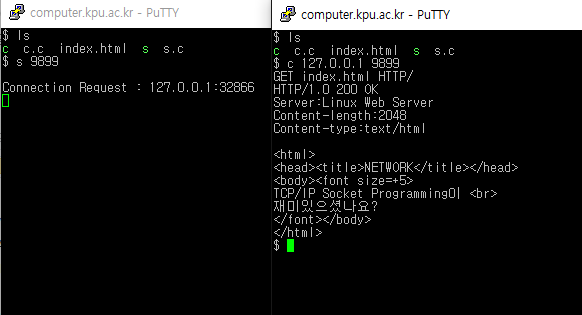 computer.kpu.ac.kr - PuTTY
$ ls
c c.c index.html s s.c
$ s 9899
Connection Request : 127.0.0.1:32866
computer.kpu.ac.kr - PuTTY
$ ls
c c.c index.html s s.c
$ c 127.0.0.1 9899
GET index.html HTTP/
HTTP/1.0 200 OK
Server:Linux Web Server
Content-length:2048
Content-type:text/html
<html>
<head><title>NETWORK</title></head>
<body><font size=+5>
TCP/IP Socket Programming이 <br>
재미있으셨나요?
</font></body>
</html>
$